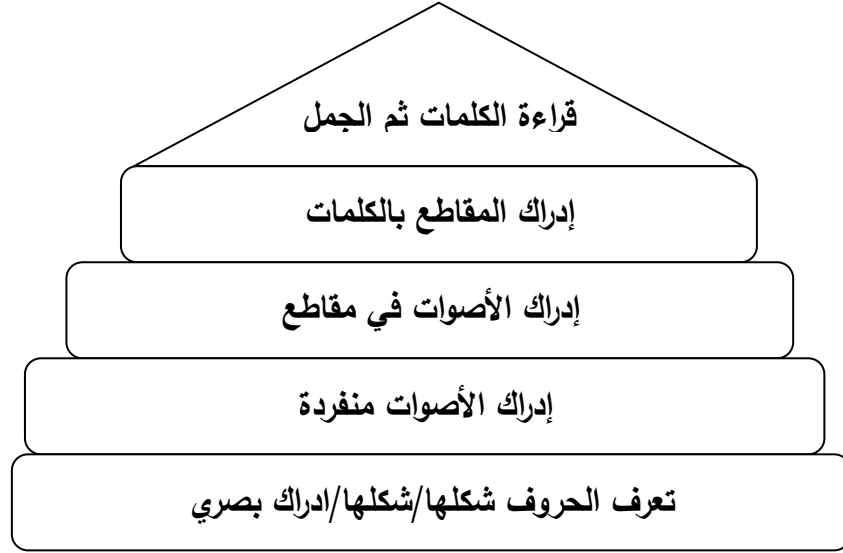 قراءة الكلمات ثم الجمل
إدراك المقاطع بالكلمات
إدراك الأصوات في مقاطع
إدراك الأصوات منفردة
تعرف الحروف شكلها/شكلها/ادراك بصري